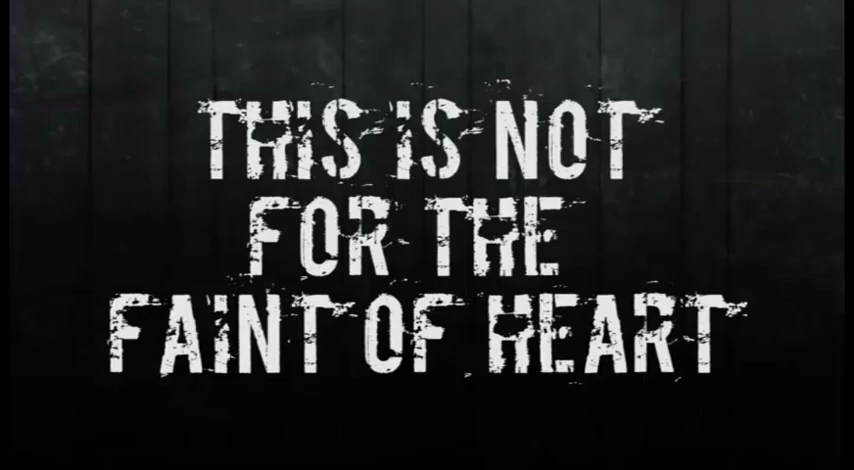 THIS IS NOT
FOR THE
FAINT OF HEART